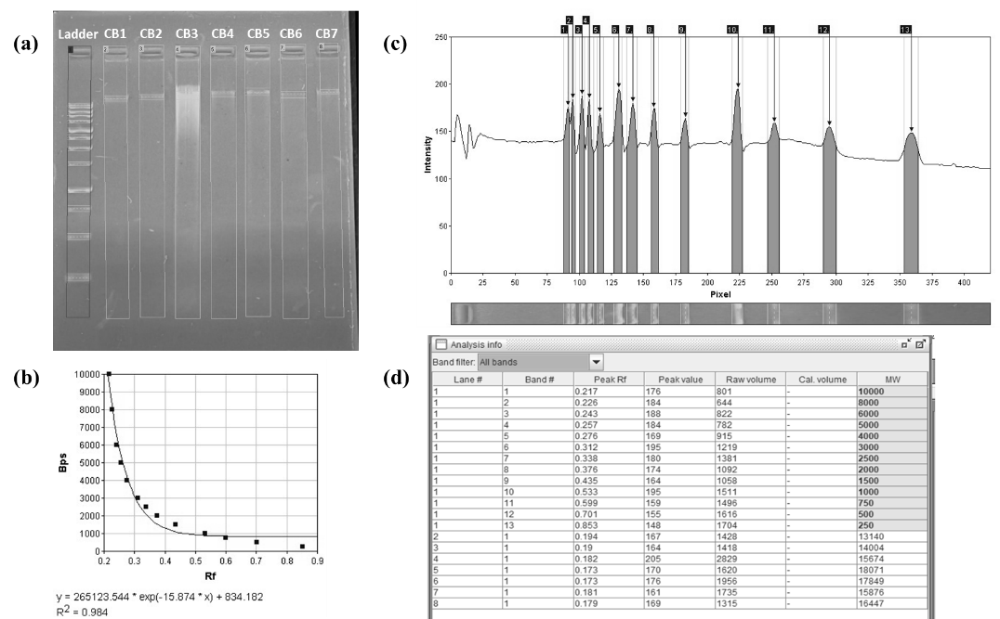 (a)
Ladder CB1 CB2 CB3 CB4 CB5 CB6 CB7
2 3 4 5 6 7 8
(c)
2 4
1 3 5 6 7 8 9 10 11 12 13
250
200
150
100
50
0
Intensity
0 25 50 75 100 125 150 175 200 225 250 275 300 325 350 375 400
Pixel
(b)
10000
9000
8000
7000
6000
5000
4000
3000
2000
1000
0
Bps
0.2 0.3 0.4 0.5 0.6 0.7 0.8 0.9
Rf
y = 265123.544 * exp(-15.874 * x) + 834.182
R2 = 0.984
(d)
Analysis info
Band filter: All bands
Lane # Band # Peak Rf Peak value Raw volume Cal. volume MW
1 1 0.217 176 801 - 10000
1 2 0.226 184 644 - 8000
1 3 0.243 188 822 - 6000
1 4 0.257 184 782 - 5000
1 5 0.276 169 915 - 4000
1 6 0.312 195 1219 - 3000
1 7 0.338 180 1381 - 2500
1 8 0.376 174 1092 - 2000
1 9 0.435 164 1058 - 1500
1 10 0.533 195 1511 - 1000
1 11 0.599 159 1496 - 750
1 12 0.701 155 1616 - 500
1 13 0.853 148 1704 - 250
2 1 0.194 167 1428 - 13140
3 1 0.19 164 1418 - 14004
4 1 0.182 205 2829 - 15674
5 1 0.173 170 1620 - 18071
6 1 0.173 176 1956 - 17849
7 1 0.181 161 1735 - 15876
8 1 0.179 169 1315 - 16447